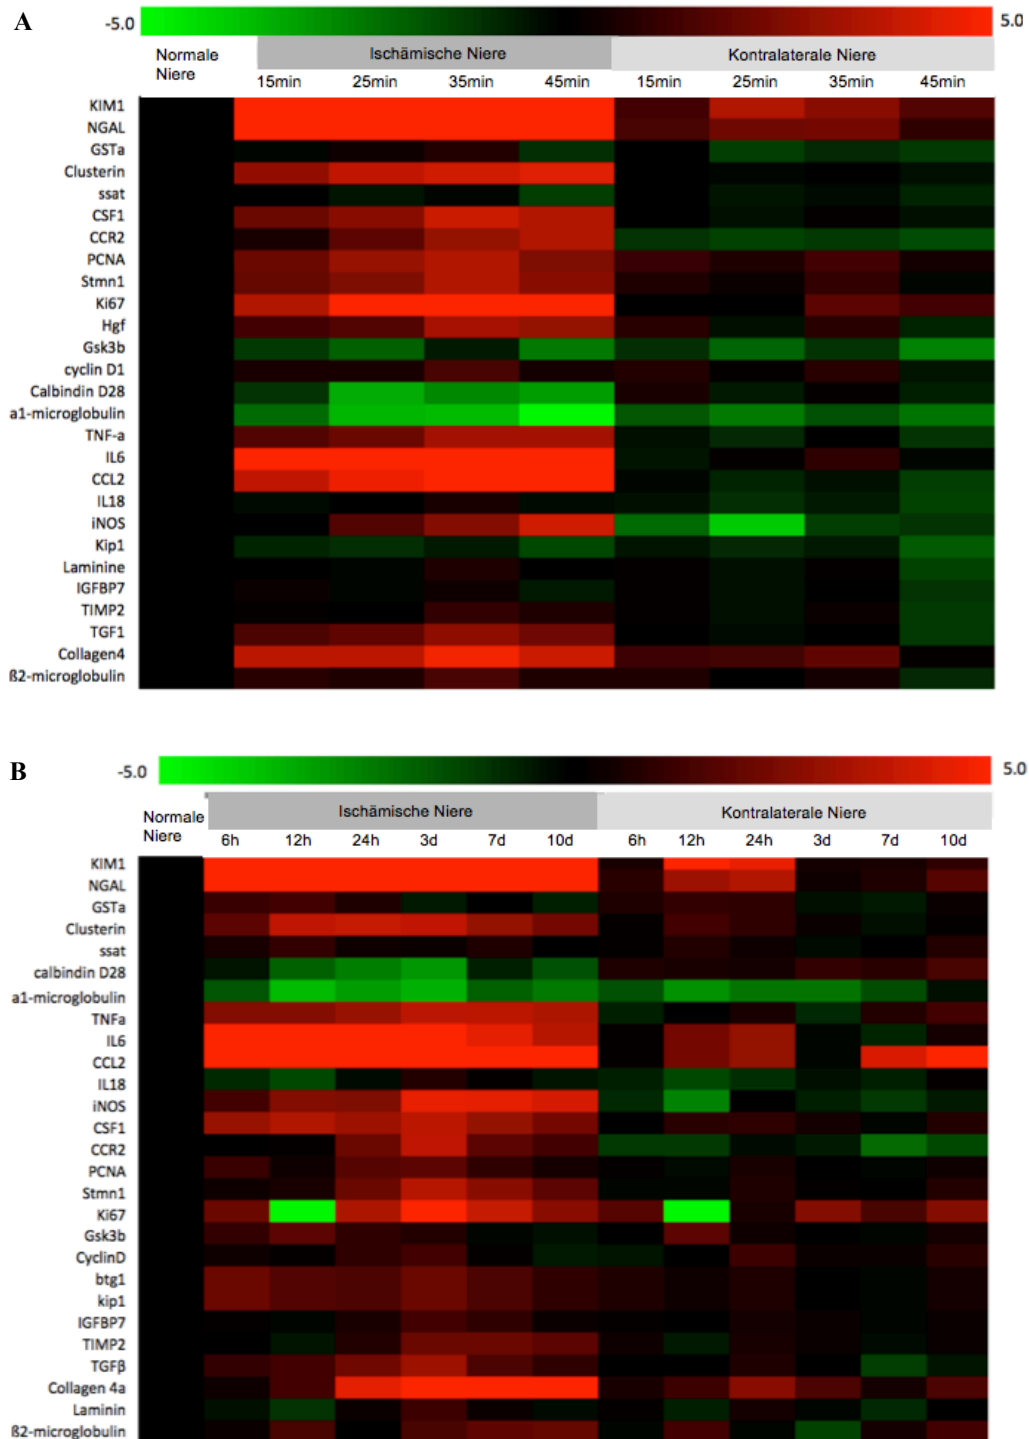 A
-5.0 5.0
Normale Niere
Ischämische Niere Kontralaterale Niere
15min 25min 35min 45min 15min 25min 35min 45min
KIM1
NGAL
GSTa
Clusterin
ssat
CSF1
CCR2
PCNA
Stmn1
Ki67
Hgf
Gsk3b
cyclin D1
Calbindin D28
a1-microglobulin
TNF-a
IL6
CCL2
IL18
iNOS
Kip1
Laminine
IGFBP7
TIMP2
TGF1
Collagen4
ß2-microglobulin
B
-5.0 5.0
Normale Niere
Ischämische Niere Kontralaterale Niere
6h 12h 24h 3d 7d 10d 6h 12h 24h 3d 7d 10d
KIM1
NGAL
GSTa
Clusterin
ssat
calbindin D28
a1-microglobulin
TNFa
IL6
CCL2
IL18
iNOS
CSF1
CCR2
PCNA
Stmn1
Ki67
Gsk3b
CyclinD
btg1
kip1
IGFBP7
TIMP2
TGFβ
Collagen 4a
Laminin
ß2-microglobulin